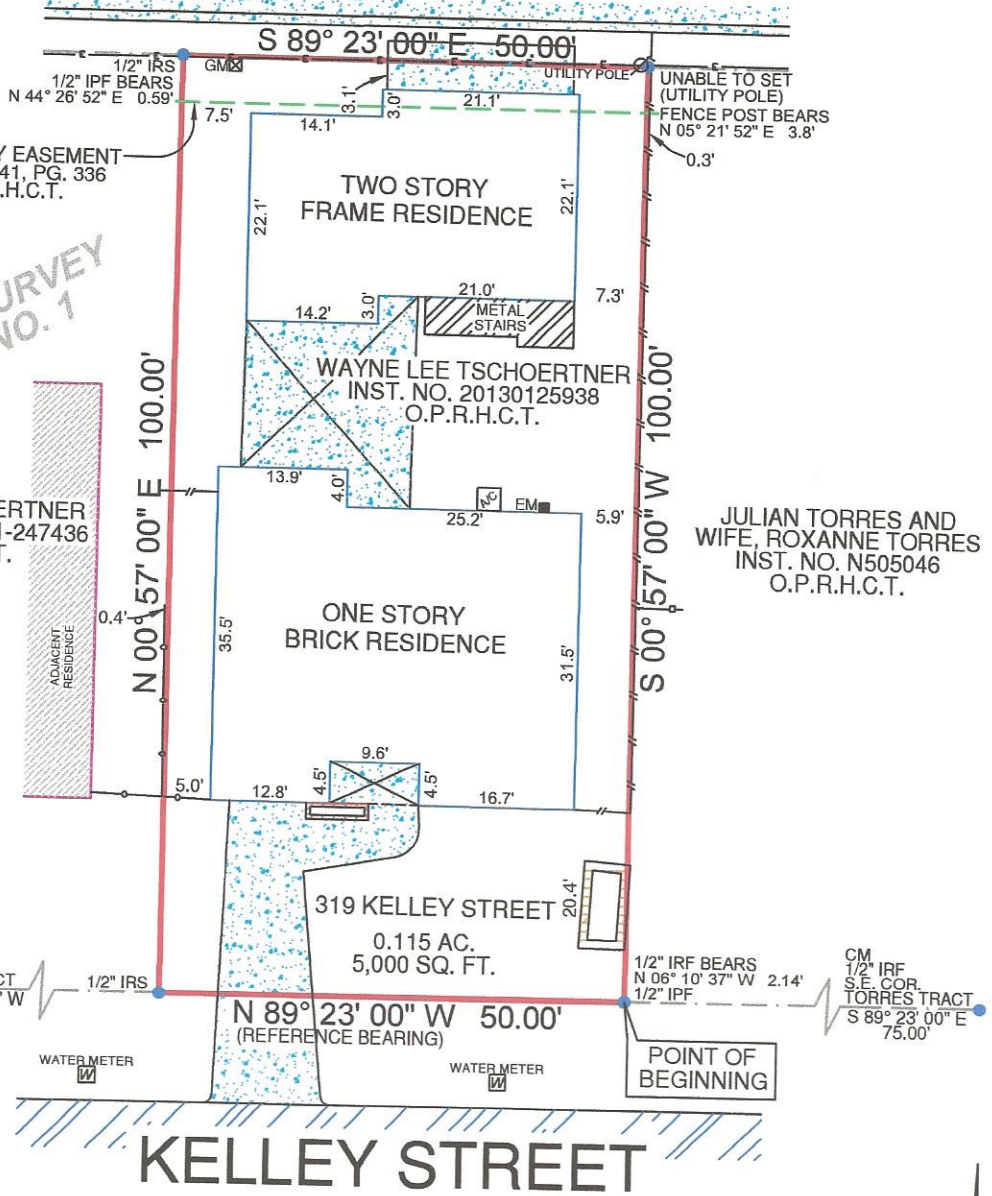 S 89° 23' 00" E 50.00'
1/2" IRS
GM
UTILITY POLE
UNABLE TO SET
(UTILITY POLE)
1/2" IPF BEARS
N 44° 26' 52" E 0.59'
FENCE POST BEARS
N 05° 21' 52" E 3.8'
3.1'
3.0'
21.1'
7.5'
14.1'
0.3'
Y EASEMENT
41, PG. 336
.H.C.T.
TWO STORY
FRAME RESIDENCE
22.1'
22.1'
URVEY
NO. 1
21.0'
7.3'
14.2'
3.0'
METAL
STAIRS
WAYNE LEE TSCHOERTNER
INST. NO. 20130125938
O.P.R.H.C.T.
N 00° 57' 00" E 100.00'
S 00° 57' 00" W 100.00'
13.9'
4.0'
A/C
EM
25.2'
5.9'
ERTNER
-247436
T.
JULIAN TORRES AND
WIFE, ROXANNE TORRES
INST. NO. N505046
O.P.R.H.C.T.
0.4'
ADJACENT
RESIDENCE
35.5'
ONE STORY
BRICK RESIDENCE
31.5'
9.6'
5.0'
12.8'
4.5'
4.5'
16.7'
319 KELLEY STREET
20.4'
0.115 AC.
5,000 SQ. FT.
CT
" W
1/2" IRS
1/2" IRF BEARS
N 06° 10' 37" W 2.14'
1/2" IPF
CM
1/2" IRF
S.E. COR.
TORRES TRACT
S 89° 23' 00" E
75.00'
N 89° 23' 00" W 50.00'
(REFERENCE BEARING)
WATER METER
W
WATER METER
W
POINT OF
BEGINNING
KELLEY STREET